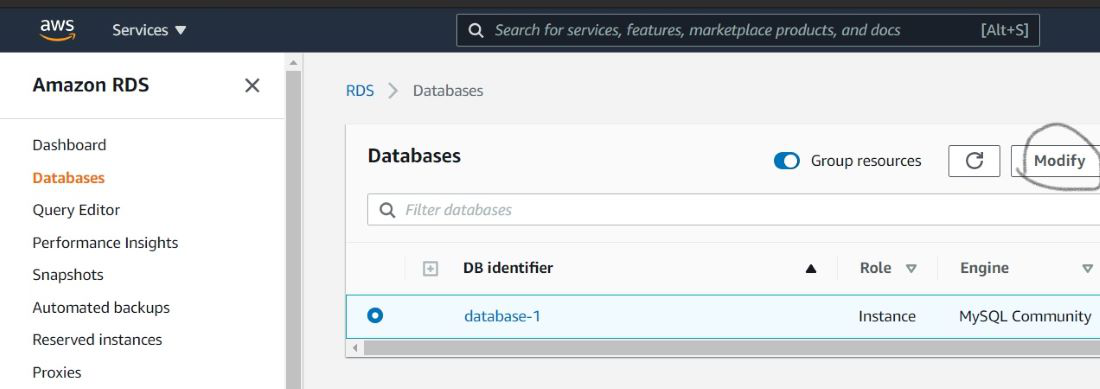 aws
Services ▼
Search for services, features, marketplace products, and docs [Alt+S]
Amazon RDS
Dashboard
Databases
Query Editor
Performance Insights
Snapshots
Automated backups
Reserved instances
Proxies
RDS > Databases
Databases
Group resources
Modify
Filter databases
DB identifier
Role
Engine
database-1
Instance
MySQL Community